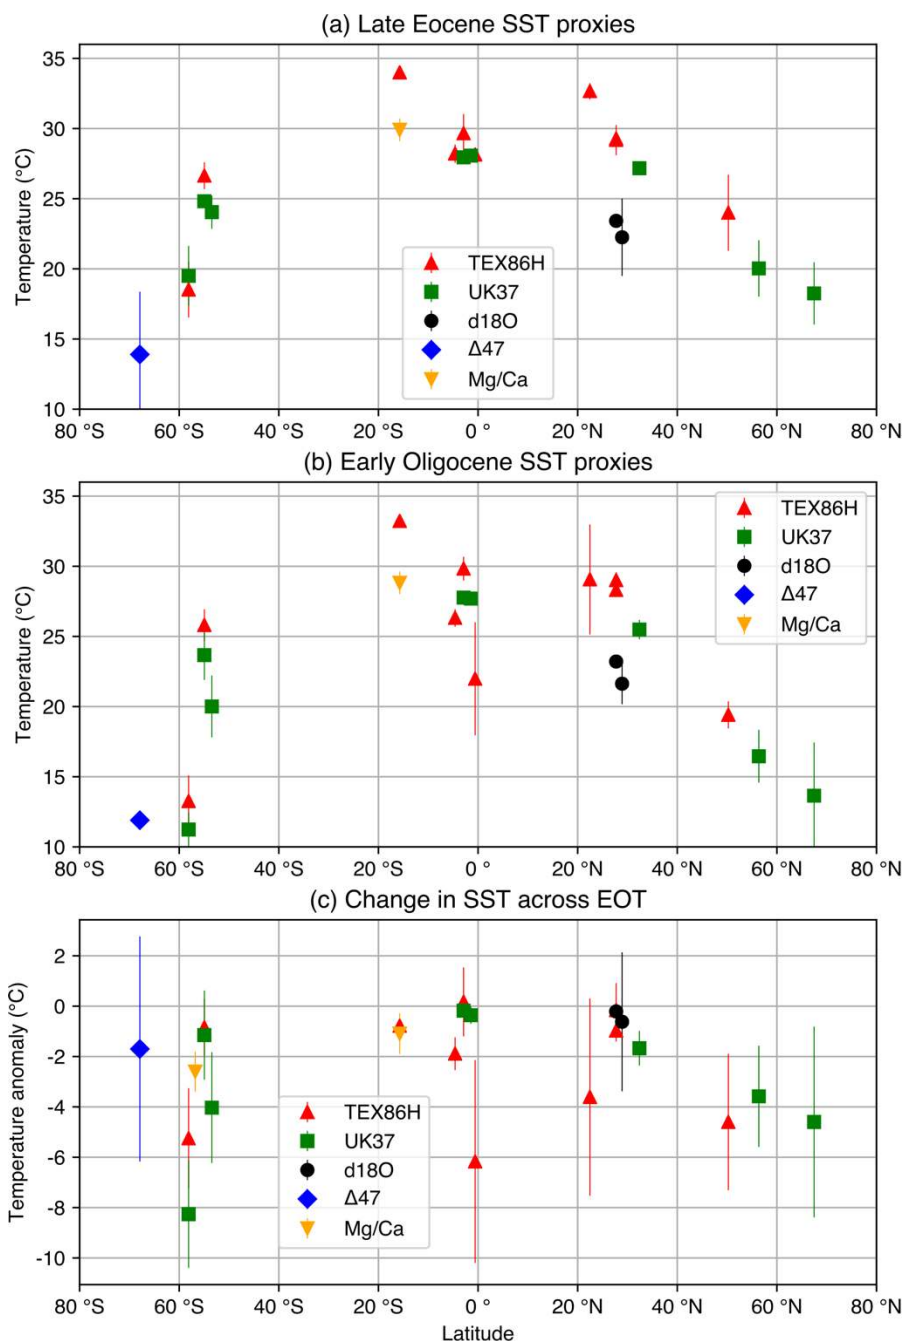 (a) Late Eocene SST proxies
Temperature (°C)
35
30
25
20
15
10
TEX86H
UK37
d18O
Δ47
Mg/Ca
80 °S 60 °S 40 °S 20 °S 0 ° 20 °N 40 °N 60 °N 80 °N
(b) Early Oligocene SST proxies
Temperature (°C)
35
30
25
20
15
10
TEX86H
UK37
d18O
Δ47
Mg/Ca
80 °S 60 °S 40 °S 20 °S 0 ° 20 °N 40 °N 60 °N 80 °N
(c) Change in SST across EOT
Temperature anomaly (°C)
2
0
-2
-4
-6
-8
-10
TEX86H
UK37
d18O
Δ47
Mg/Ca
80 °S 60 °S 40 °S 20 °S 0 ° 20 °N 40 °N 60 °N 80 °N
Latitude